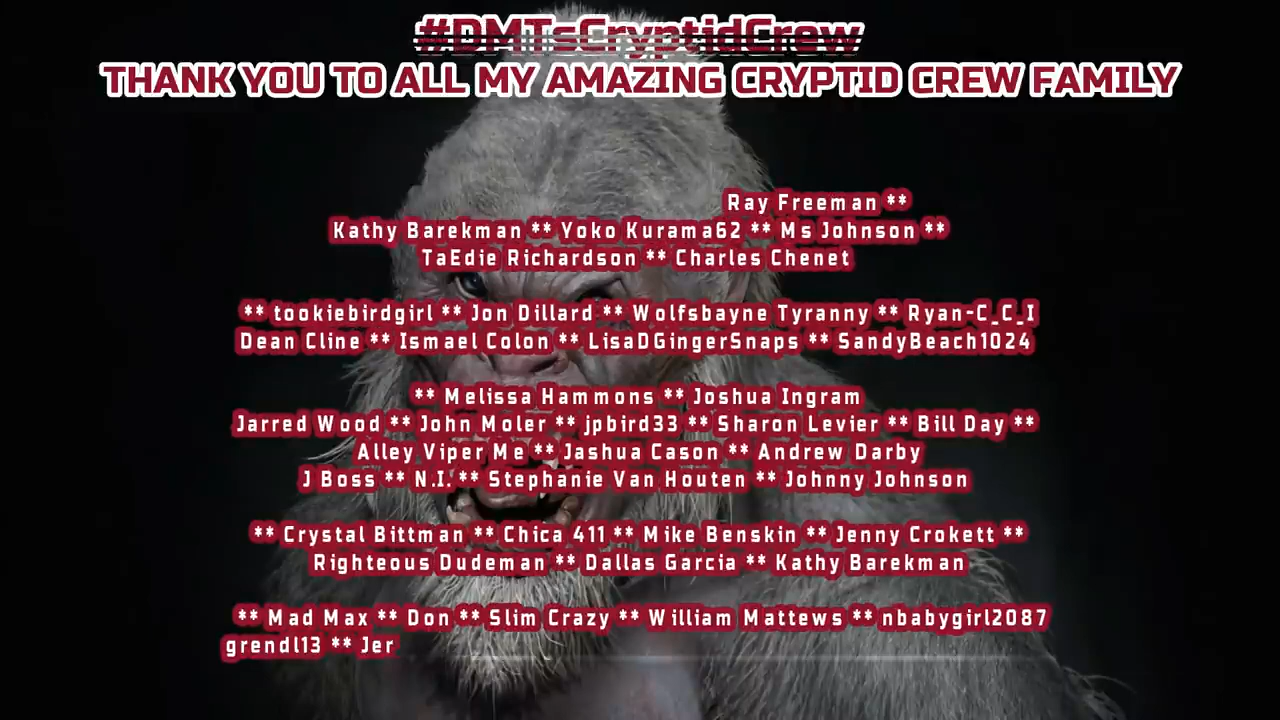 #DMTsCryptidCrew
THANK YOU TO ALL MY AMAZING CRYPTID CREW FAMILY
Ray Freeman **
Kathy Barekman ** Yoko Kurama62 ** Ms Johnson **
TaEdie Richardson ** Charles Chenet
** tookiebirdgirl ** Jon Dillard ** Wolfsbayne Tyranny ** Ryan-C_C_I
Dean Cline ** Ismael Colon ** LisaDGingerSnaps ** SandyBeach1024
** Melissa Hammons ** Joshua Ingram
Jarred Wood ** John Moler ** jpbird33 ** Sharon Levier ** Bill Day **
Alley Viper Me ** Jashua Cason ** Andrew Darby
J Boss ** N.I. ** Stephanie Van Houten ** Johnny Johnson
** Crystal Bittman ** Chica 411 ** Mike Benskin ** Jenny Crokett **
Righteous Dudeman ** Dallas Garcia ** Kathy Barekman
** Mad Max ** Don ** Slim Crazy ** William Mattews ** nbabygirl2087
grendl13 ** Jer